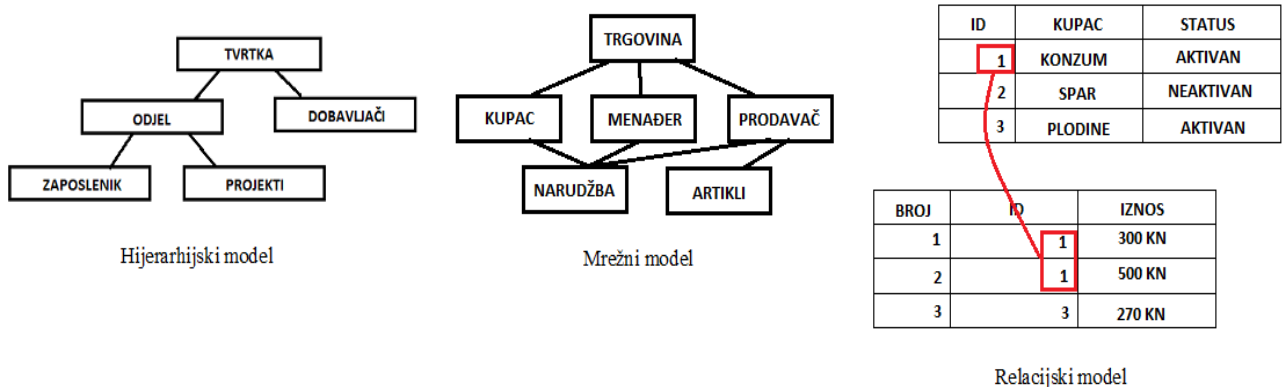 TVRTKA
ODJEL
DOBAVLJAČI
ZAPOSLENIK
PROJEKTI
Hijerarhijski model
TRGOVINA
KUPAC
MENAĐER
PRODAVAČ
NARUDŽBA
ARTIKLI
Mrežni model
ID KUPAC STATUS
1 KONZUM AKTIVAN
2 SPAR NEAKTIVAN
3 PLODINE AKTIVAN
BROJ ID IZNOS
1 1 300 KN
2 1 500 KN
3 3 270 KN
Relacijski model